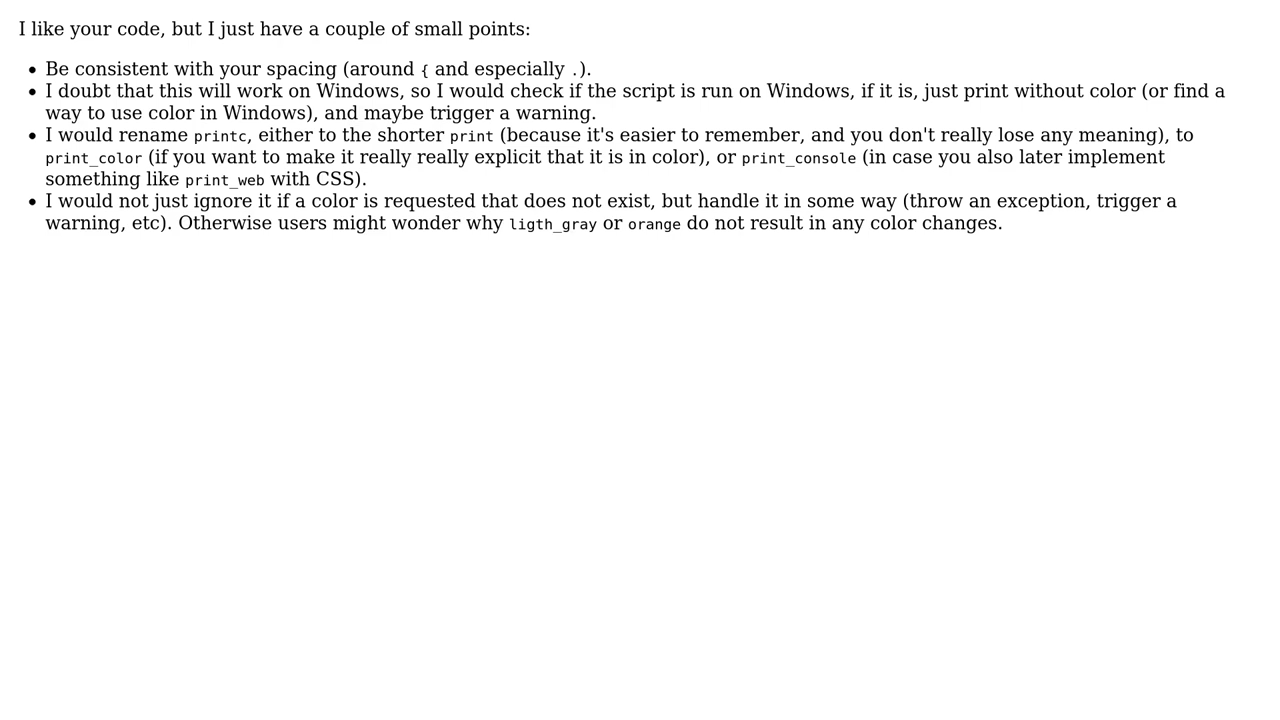 I like your code, but I just have a couple of small points:
• Be consistent with your spacing (around { and especially .).
• I doubt that this will work on Windows, so I would check if the script is run on Windows, if it is, just print without color (or find a
way to use color in Windows), and maybe trigger a warning.
• I would rename printc, either to the shorter print (because it's easier to remember, and you don't really lose any meaning), to
print_color (if you want to make it really really explicit that it is in color), or print_console (in case you also later implement
something like print_web with CSS).
• I would not just ignore it if a color is requested that does not exist, but handle it in some way (throw an exception, trigger a
warning, etc). Otherwise users might wonder why ligth_gray or orange do not result in any color changes.